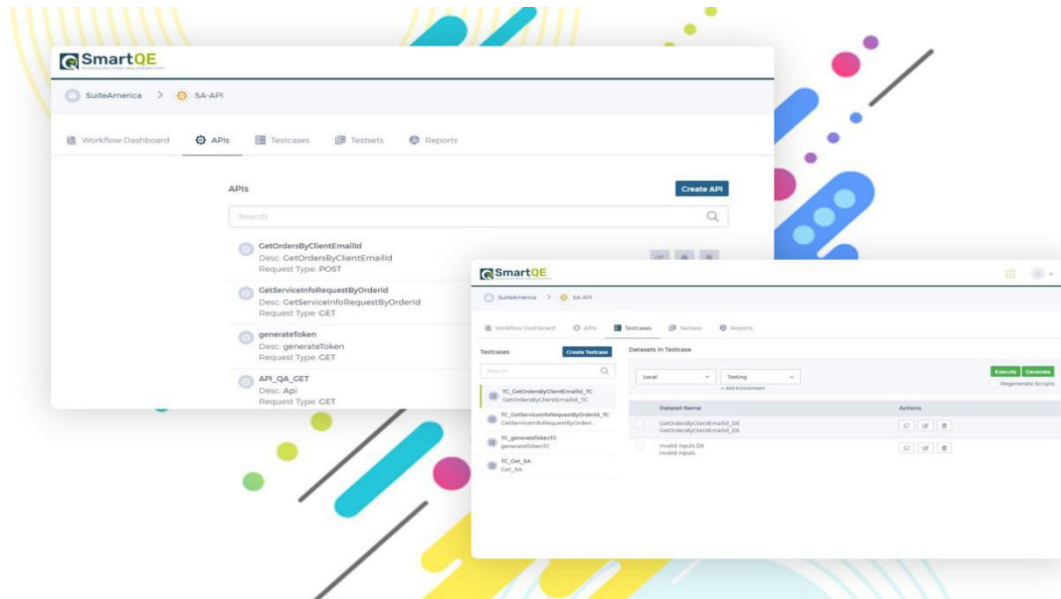 SmartQE
SuiteAmerica > SA-API
Workflow Dashboard APIs Testcases Testsets Reports
APIs
Create API
Search
GetOrdersByClientEmailId
Desc: GetOrdersByClientEmailId
Request Type: POST
GetServiceInfoRequestByOrderId
Desc: GetServiceInfoRequestByOrderId
Request Type: GET
generateToken
Desc: generateToken
Request Type: GET
API_QA_GET
Desc: Api
Request Type: GET
SmartQE
SuiteAmerica > SA-API
Workflow Dashboard APIs Testcases Testsets Reports
Testcases
Create Testcase
Search
TC_GetOrdersByClientEmailId_TC
GetOrdersByClientEmailId_TC
TC_GetServiceInfoRequestByOrderId_TC
GetServiceInfoRequestByOrderI...
TC_generateTokenTC
generateTokenTC
TC_Get_SA
Get_SA
Datasets in Testcase
Local Testing
+ Add Environment
Execute Generate
Regenerate Scripts
Dataset Name Actions
GetOrdersByClientEmailId_DS
GetOrdersByClientEmailId_DS
Invalid inputs DS
Invalid inputs